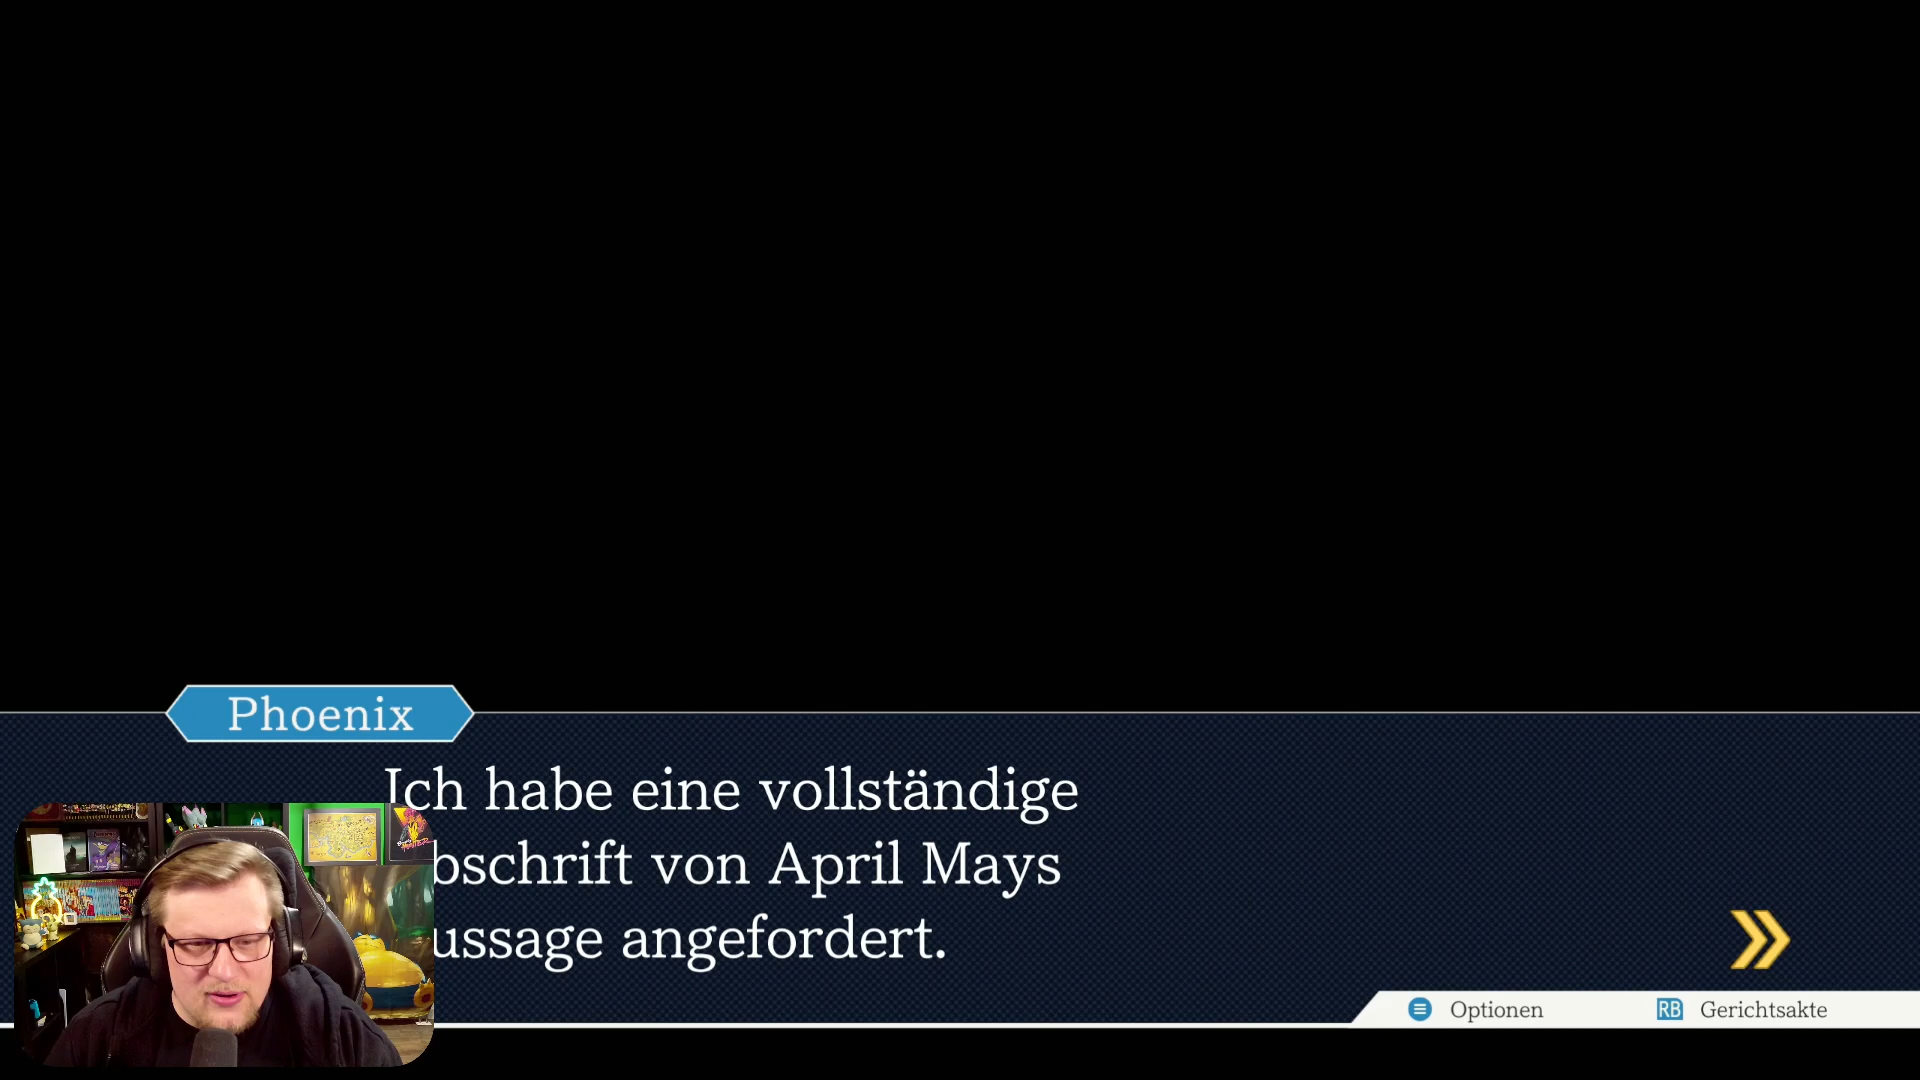 Phoenix
Ich habe eine vollständige
bschrift von April Mays
ussage angefordert.
Optionen
RB Gerichtsakte